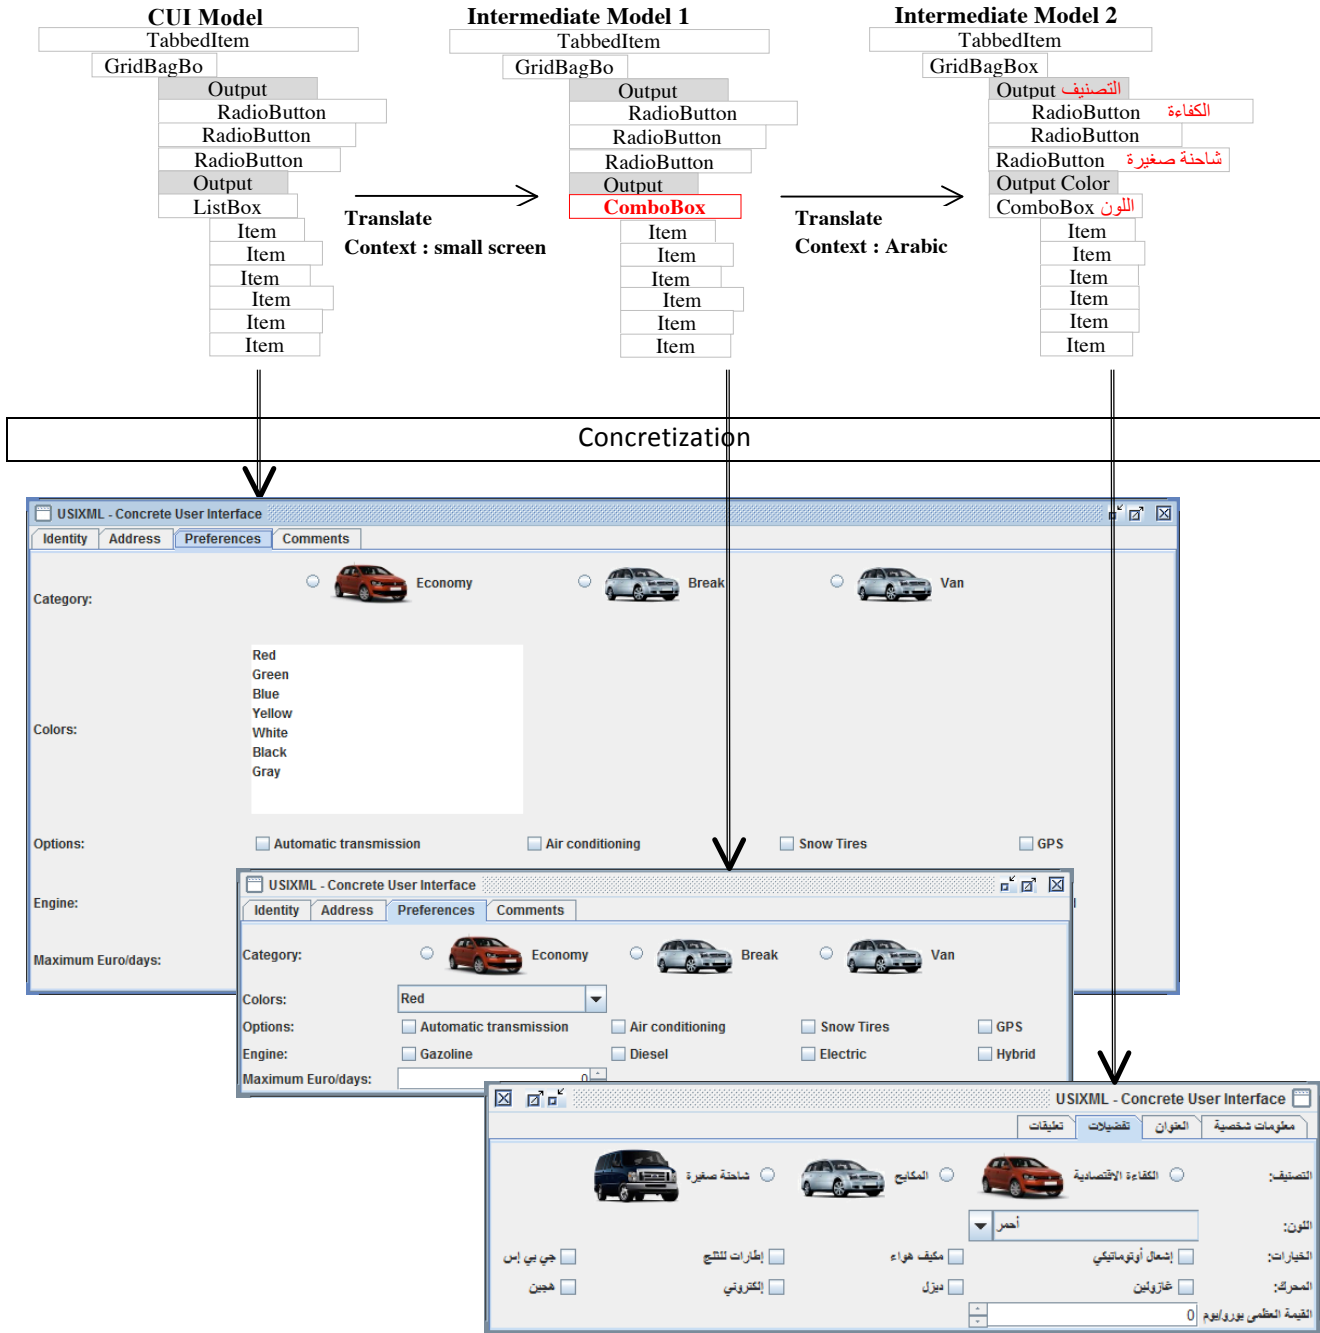 CUI Model
TabbedItem
GridBagBo
Output
RadioButton
RadioButton
RadioButton
Output
ListBox
Item
Item
Item
Item
Item
Item
Translate
Context : small screen
Intermediate Model 1
TabbedItem
GridBagBo
Output
RadioButton
RadioButton
RadioButton
Output
ComboBox
Item
Item
Item
Item
Item
Item
Translate
Context : Arabic
Intermediate Model 2
TabbedItem
GridBagBox
Output التصنيف
RadioButton الكفاءة
RadioButton
RadioButton شاحنة صغيرة
Output Color
ComboBox اللون
Item
Item
Item
Item
Item
Item
Concretization
USIXML - Concrete User Interface
Identity Address Preferences Comments
Category: Economy Break Van
Colors:
Red
Green
Blue
Yellow
White
Black
Gray
Options: Automatic transmission Air conditioning Snow Tires GPS
Engine:
Maximum Euro/days:
USIXML - Concrete User Interface
Identity Address Preferences Comments
Category: Economy Break Van
Colors: Red
Options: Automatic transmission Air conditioning Snow Tires GPS
Engine: Gazoline Diesel Electric Hybrid
Maximum Euro/days: 0
USIXML - Concrete User Interface
معلومات شخصية العنوان تفضيلات تعليقات
التصنيف: الكفاءة الاقتصادية المكابح شاحنة صغيرة
اللون: أحمر
الخيارات: إشعال أوتوماتيكي مكيف هواء إطارات للثلج جي بي إس
المحرك: غازولين ديزل إلكتروني هجين
القيمة العظمى يورو/يوم 0